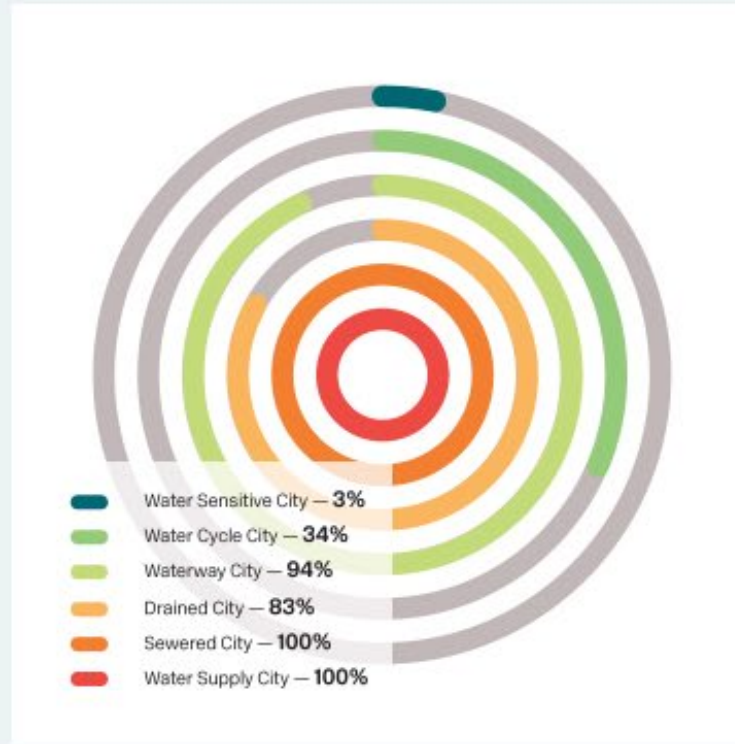 Water Sensitive City — 3%
Water Cycle City — 34%
Waterway City — 94%
Drained City — 83%
Sewered City — 100%
Water Supply City — 100%